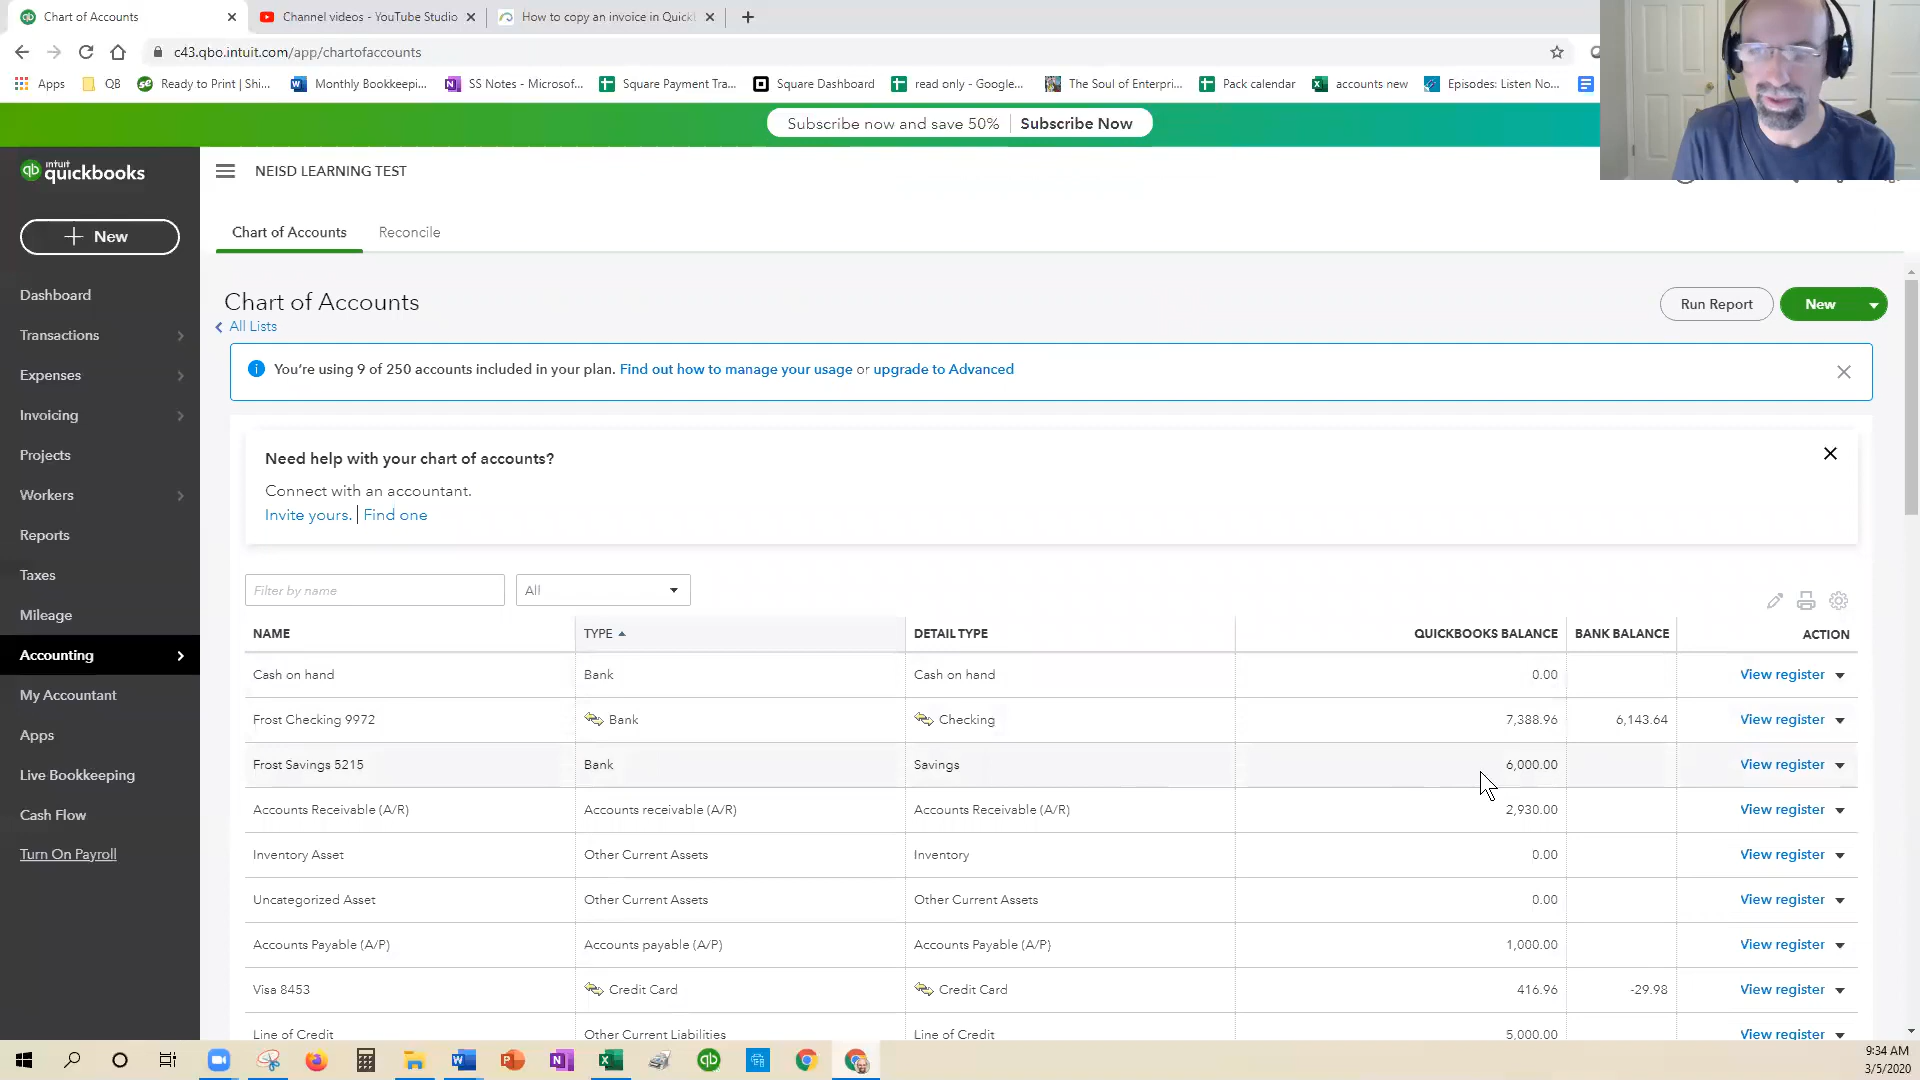 Chart of Accounts
Channel videos - YouTube Studio
How to copy an invoice in Quick
c43.qbo.intuit.com/app/chartofaccounts
Apps
QB
Ready to Print | Shi...
Monthly Bookkeepi...
SS Notes - Microsof...
Square Payment Tra...
Square Dashboard
read only - Google...
The Soul of Enterpri...
Pack calendar
accounts new
Episodes: Listen No...
Subscribe now and save 50%
Subscribe Now
qb
intuit
quickbooks
NEISD LEARNING TEST
New
Dashboard
Transactions
Expenses
Invoicing
Projects
Workers
Reports
Taxes
Mileage
Accounting
My Accountant
Apps
Live Bookkeeping
Cash Flow
Turn On Payroll
Chart of Accounts
Reconcile
Chart of Accounts
All Lists
Run Report
New
You're using 9 of 250 accounts included in your plan. Find out how to manage your usage or upgrade to Advanced
Need help with your chart of accounts?
Connect with an accountant.
Invite yours. | Find one
Filter by name
All
NAME TYPE DETAIL TYPE QUICKBOOKS BALANCE BANK BALANCE ACTION
Cash on hand Bank Cash on hand 0.00 View register
Frost Checking 9972 Bank Checking 7,388.96 6,143.64 View register
Frost Savings 5215 Bank Savings 6,000.00 View register
Accounts Receivable (A/R) Accounts receivable (A/R) Accounts Receivable (A/R) 2,930.00 View register
Inventory Asset Other Current Assets Inventory 0.00 View register
Uncategorized Asset Other Current Assets Other Current Assets 0.00 View register
Accounts Payable (A/P) Accounts payable (A/P) Accounts Payable (A/P) 1,000.00 View register
Visa 8453 Credit Card Credit Card 416.96 -29.98 View register
Line of Credit Other Current Liabilities Line of Credit 5,000.00 View register
9:34 AM
3/5/2020